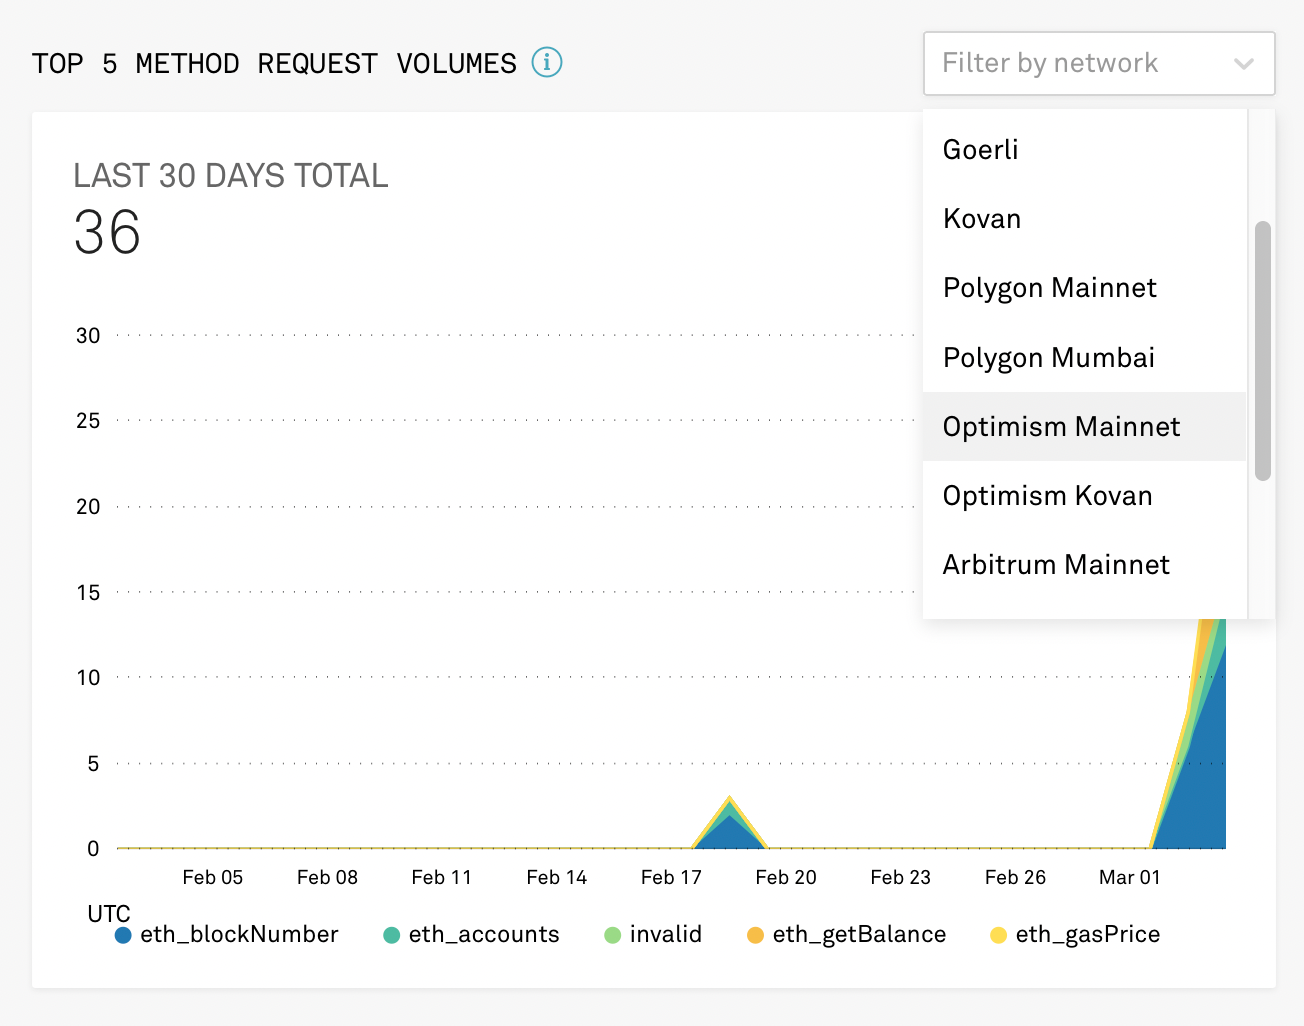 TOP 5 METHOD REQUEST VOLUMES i
Filter by network
LAST 30 DAYS TOTAL
36
Goerli
Kovan
Polygon Mainnet
Polygon Mumbai
Optimism Mainnet
Optimism Kovan
Arbitrum Mainnet
30
25
20
15
10
5
0
Feb 05 Feb 08 Feb 11 Feb 14 Feb 17 Feb 20 Feb 23 Feb 26 Mar 01
UTC
eth_blockNumber eth_accounts invalid eth_getBalance eth_gasPrice